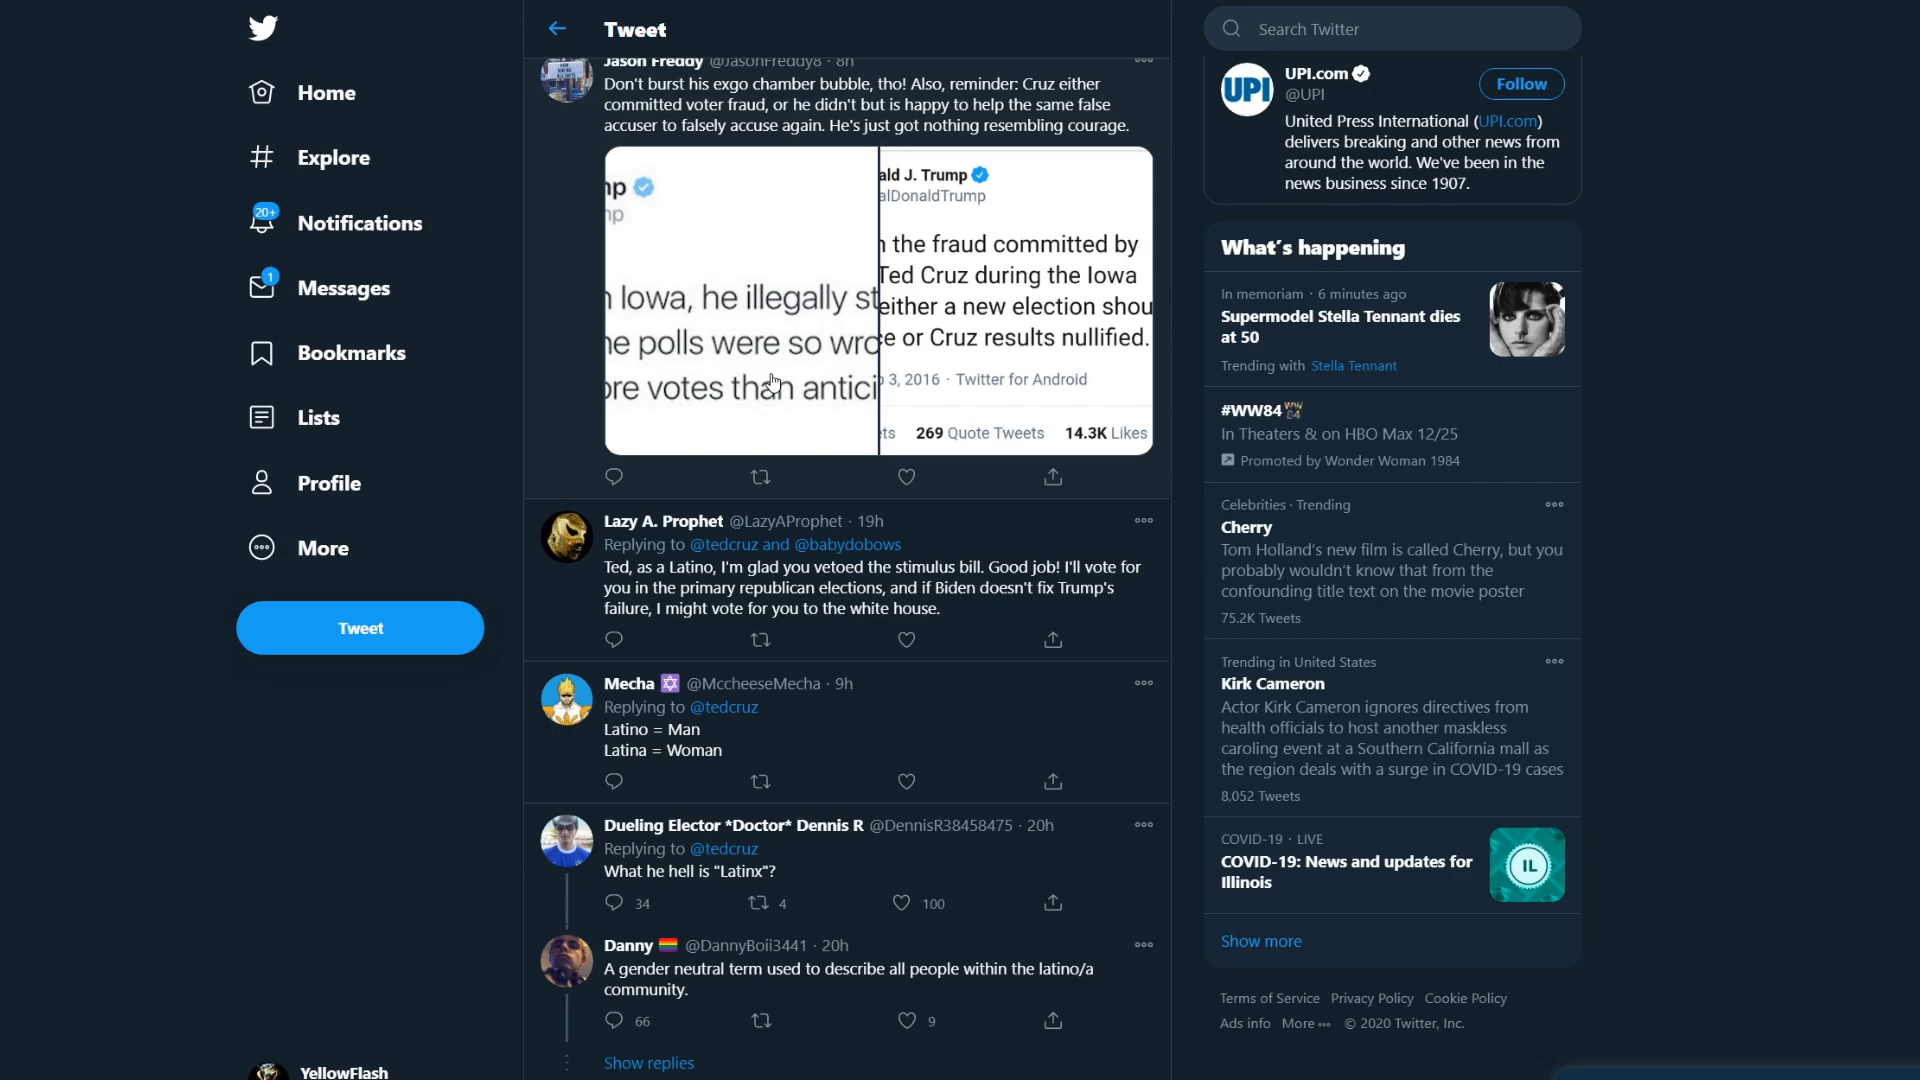 Home
Explore
20+
Notifications
1
Messages
Bookmarks
Lists
Profile
More
Tweet
YellowFlash
Tweet
Jason Freddy @JasonFreddy8 · 8h
Don't burst his exgo chamber bubble, tho! Also, reminder: Cruz either
committed voter fraud, or he didn't but is happy to help the same false
accuser to falsely accuse again. He's just got nothing resembling courage.
np
np
n Iowa, he illegally st
he polls were so wro
ore votes than antici
ald J. Trump
alDonaldTrump
n the fraud committed by
Ted Cruz during the Iowa
either a new election shou
ce or Cruz results nullified.
b 3, 2016 · Twitter for Android
ets 269 Quote Tweets 14.3K Likes
Lazy A. Prophet @LazyAProphet · 19h
Replying to @tedcruz and @babydobows
Ted, as a Latino, I'm glad you vetoed the stimulus bill. Good job! I'll vote for
you in the primary republican elections, and if Biden doesn't fix Trump's
failure, I might vote for you to the white house.
Mecha @MccheeseMecha · 9h
Replying to @tedcruz
Latino = Man
Latina = Woman
Dueling Elector *Doctor* Dennis R @DennisR38458475 · 20h
Replying to @tedcruz
What he hell is "Latinx"?
34 4 100
Danny @DannyBoii3441 · 20h
A gender neutral term used to describe all people within the latino/a
community.
66 9
Show replies
Search Twitter
UPI
UPI.com
@UPI
Follow
United Press International (UPI.com)
delivers breaking and other news from
around the world. We've been in the
news business since 1907.
What's happening
In memoriam · 6 minutes ago
Supermodel Stella Tennant dies
at 50
Trending with Stella Tennant
#WW84
In Theaters & on HBO Max 12/25
Promoted by Wonder Woman 1984
Celebrities · Trending
Cherry
Tom Holland's new film is called Cherry, but you
probably wouldn't know that from the
confounding title text on the movie poster
75.2K Tweets
Trending in United States
Kirk Cameron
Actor Kirk Cameron ignores directives from
health officials to host another maskless
caroling event at a Southern California mall as
the region deals with a surge in COVID-19 cases
8,052 Tweets
COVID-19 · LIVE
COVID-19: News and updates for
Illinois
IL
Show more
Terms of Service Privacy Policy Cookie Policy
Ads info More © 2020 Twitter, Inc.